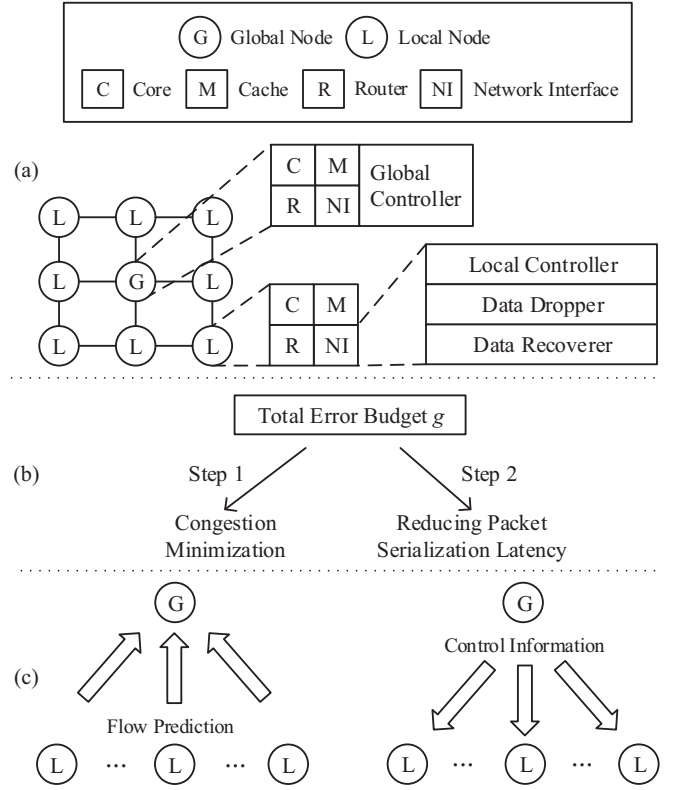 G Global Node L Local Node
C Core M Cache R Router NI Network Interface
(a)
C M
R NI
Global
Controller
L L L
L G L
L L L
C M
R NI
Local Controller
Data Dropper
Data Recoverer
Total Error Budget g
(b)
Step 1
Step 2
Congestion
Minimization
Reducing Packet
Serialization Latency
(c)
G
Flow Prediction
L ... L ... L
G
Control Information
L ... L ... L